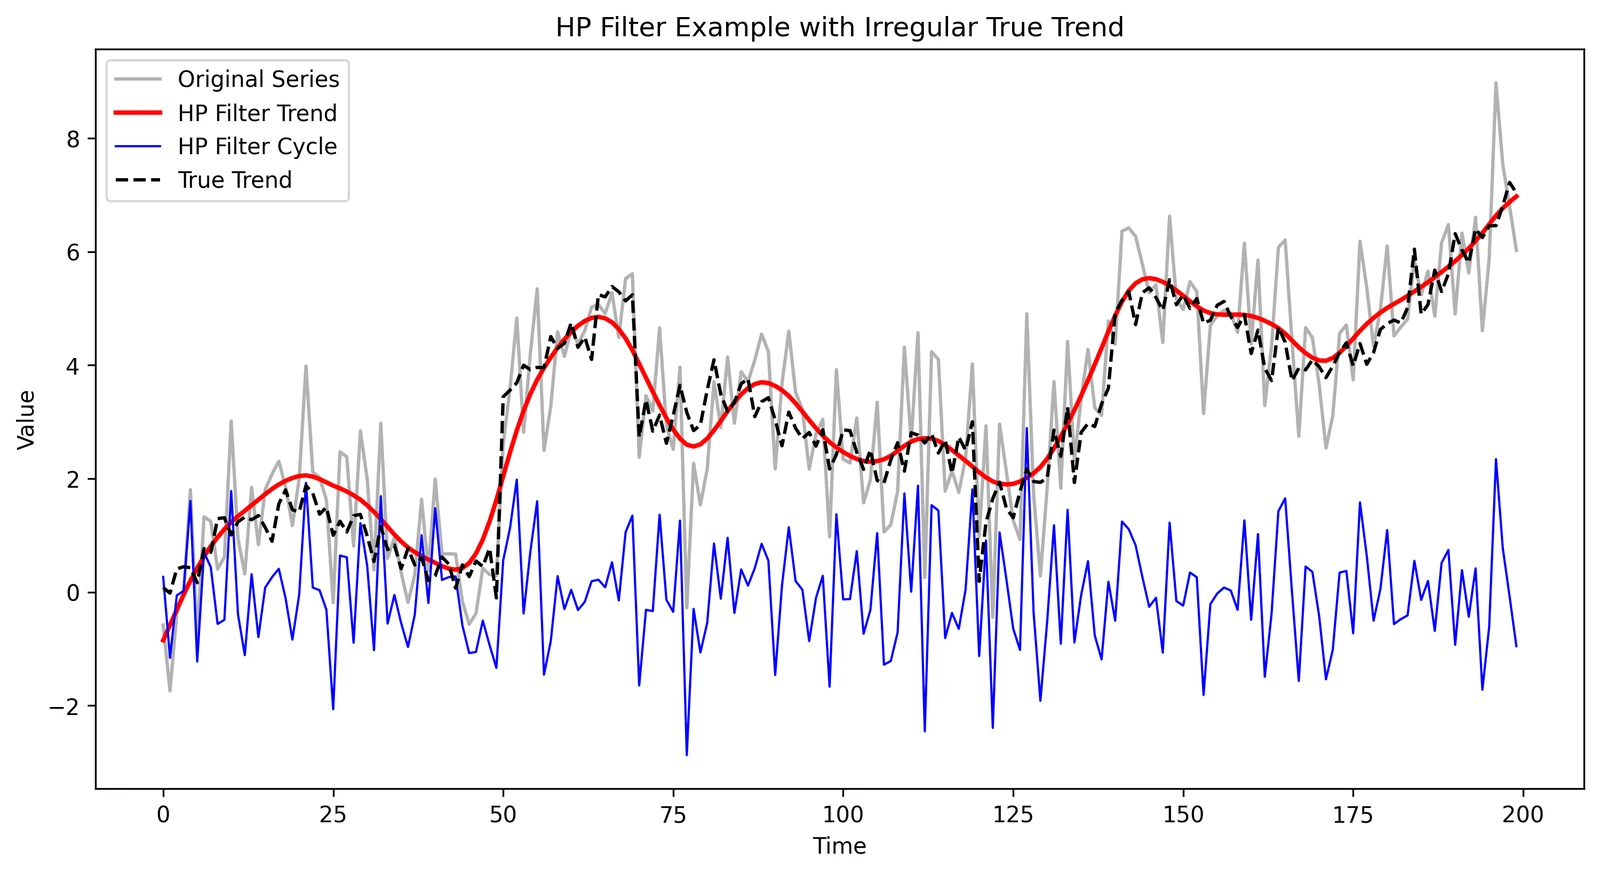 HP Filter Example with Irregular True Trend
Original Series
HP Filter Trend
HP Filter Cycle
True Trend
8
6
4
2
0
−2
Value
0 25 50 75 100 125 150 175 200
Time